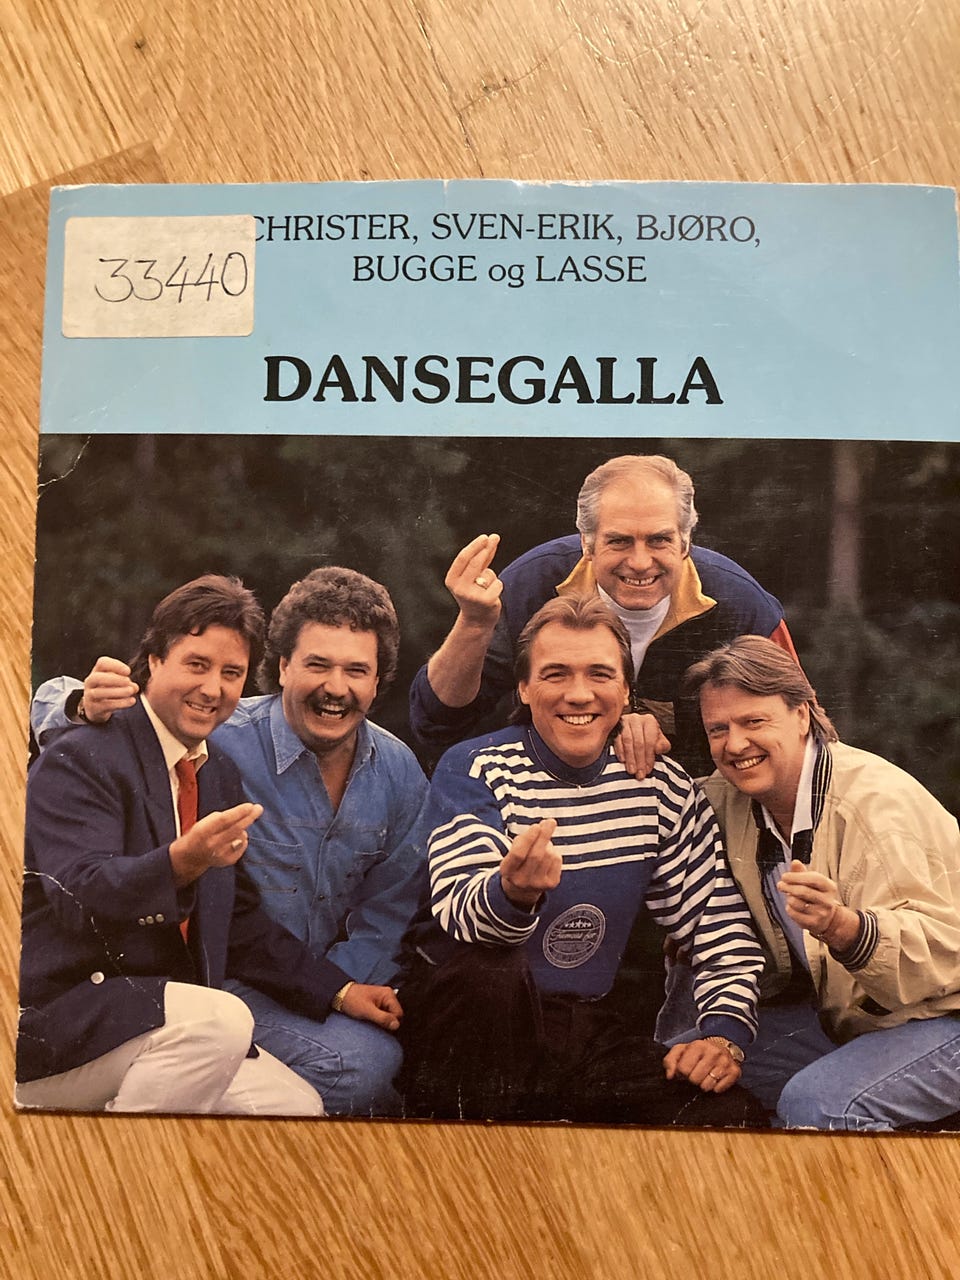 CHRISTER, SVEN-ERIK, BJØRO,
BUGGE og LASSE
33440
DANSEGALLA